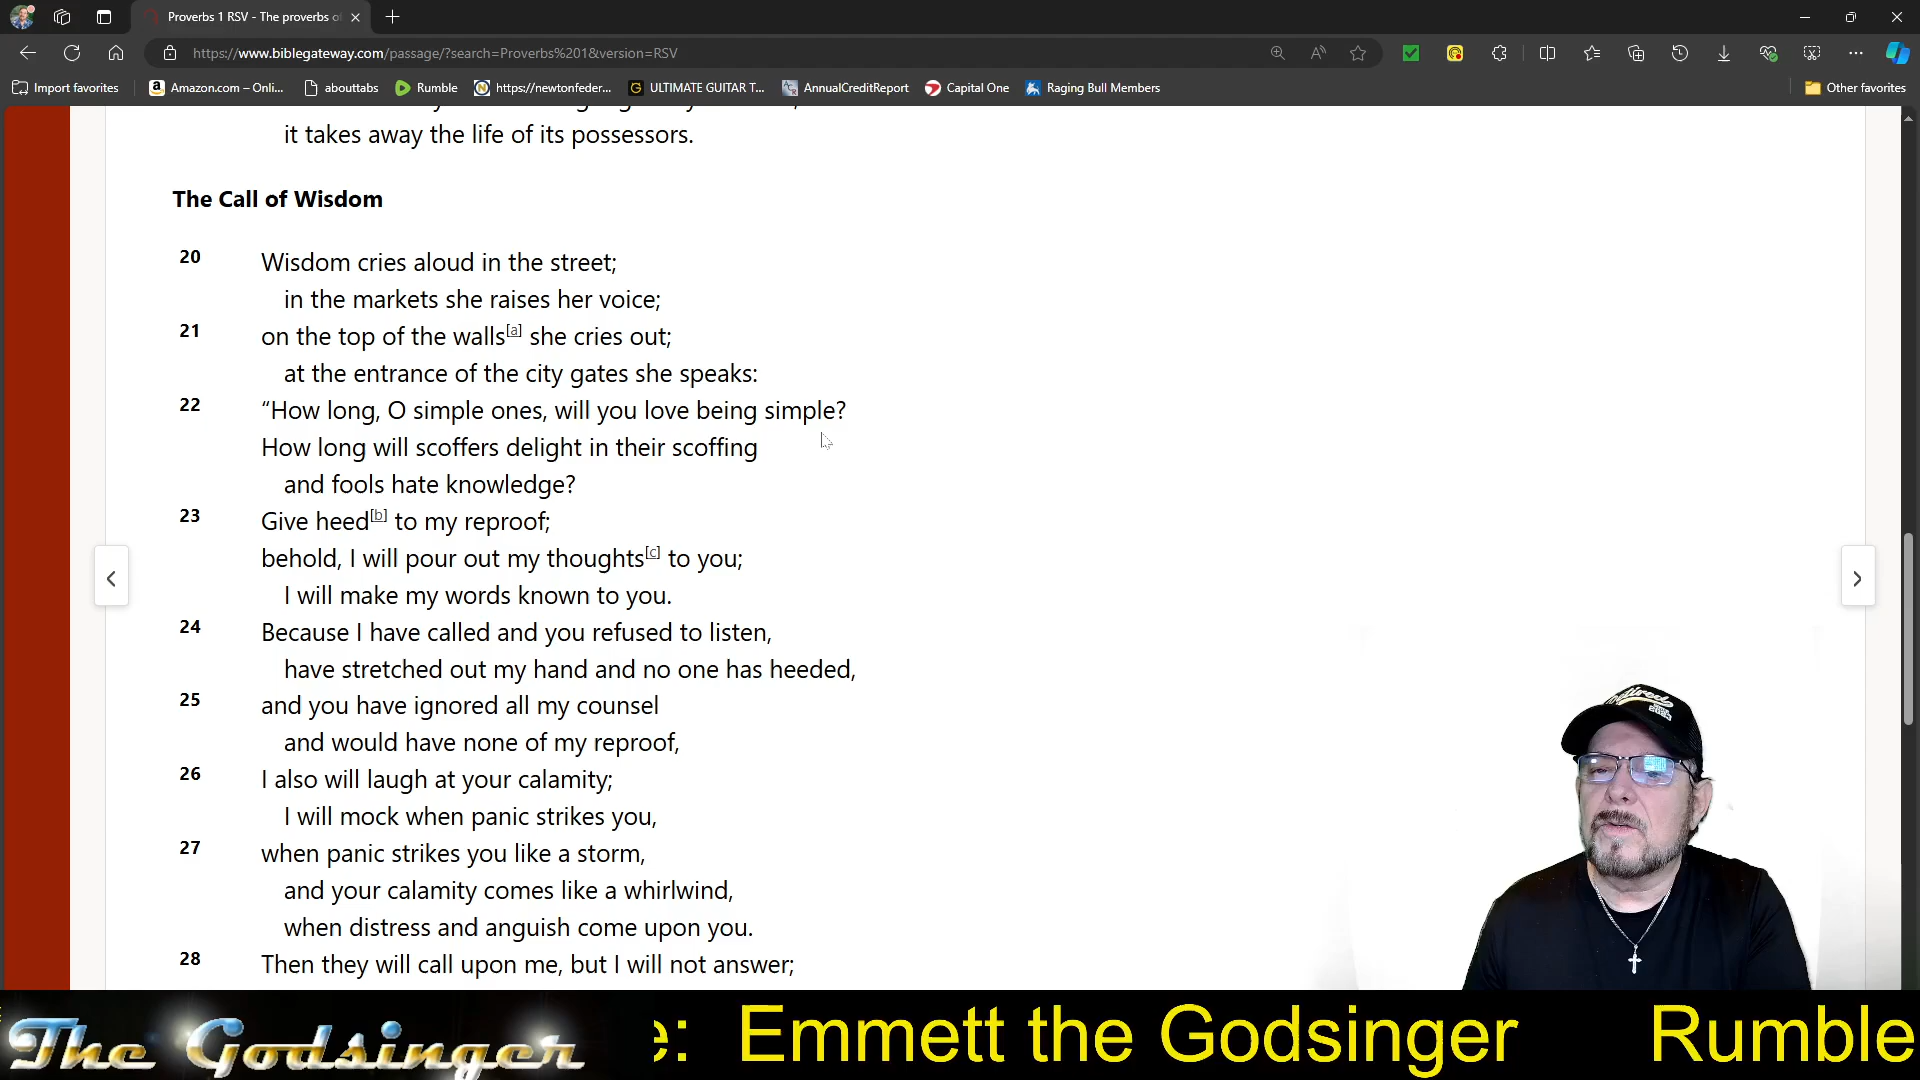 Proverbs 1 RSV - The proverbs of
https://www.biblegateway.com/passage/?search=Proverbs%201&version=RSV
Import favorites
Amazon.com – Onli...
abouttabs
Rumble
https://newtonfeder...
ULTIMATE GUITAR T...
AnnualCreditReport
Capital One
Raging Bull Members
Other favorites
it takes away the life of its possessors.
The Call of Wisdom
20 Wisdom cries aloud in the street;
in the markets she raises her voice;
21 on the top of the walls[a] she cries out;
at the entrance of the city gates she speaks:
22 “How long, O simple ones, will you love being simple?
How long will scoffers delight in their scoffing
and fools hate knowledge?
23 Give heed[b] to my reproof;
behold, I will pour out my thoughts[c] to you;
I will make my words known to you.
24 Because I have called and you refused to listen,
have stretched out my hand and no one has heeded,
25 and you have ignored all my counsel
and would have none of my reproof,
26 I also will laugh at your calamity;
I will mock when panic strikes you,
27 when panic strikes you like a storm,
and your calamity comes like a whirlwind,
when distress and anguish come upon you.
28 Then they will call upon me, but I will not answer;
The Godsinger
e: Emmett the Godsinger Rumble